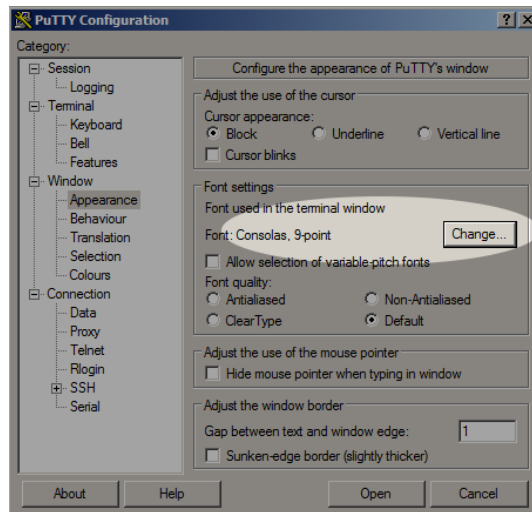 PuTTY Configuration
Category:
Session
Logging
Terminal
Keyboard
Bell
Features
Window
Appearance
Behaviour
Translation
Selection
Colours
Connection
Data
Proxy
Telnet
Rlogin
SSH
Serial
Configure the appearance of PuTTY's window
Adjust the use of the cursor
Cursor appearance:
Block Underline Vertical line
Cursor blinks
Font settings
Font used in the terminal window
Font: Consolas, 9-point Change...
Allow selection of variable-pitch fonts
Font quality:
Antialiased Non-Antialiased
ClearType Default
Adjust the use of the mouse pointer
Hide mouse pointer when typing in window
Adjust the window border
Gap between text and window edge: 1
Sunken-edge border (slightly thicker)
About Help Open Cancel